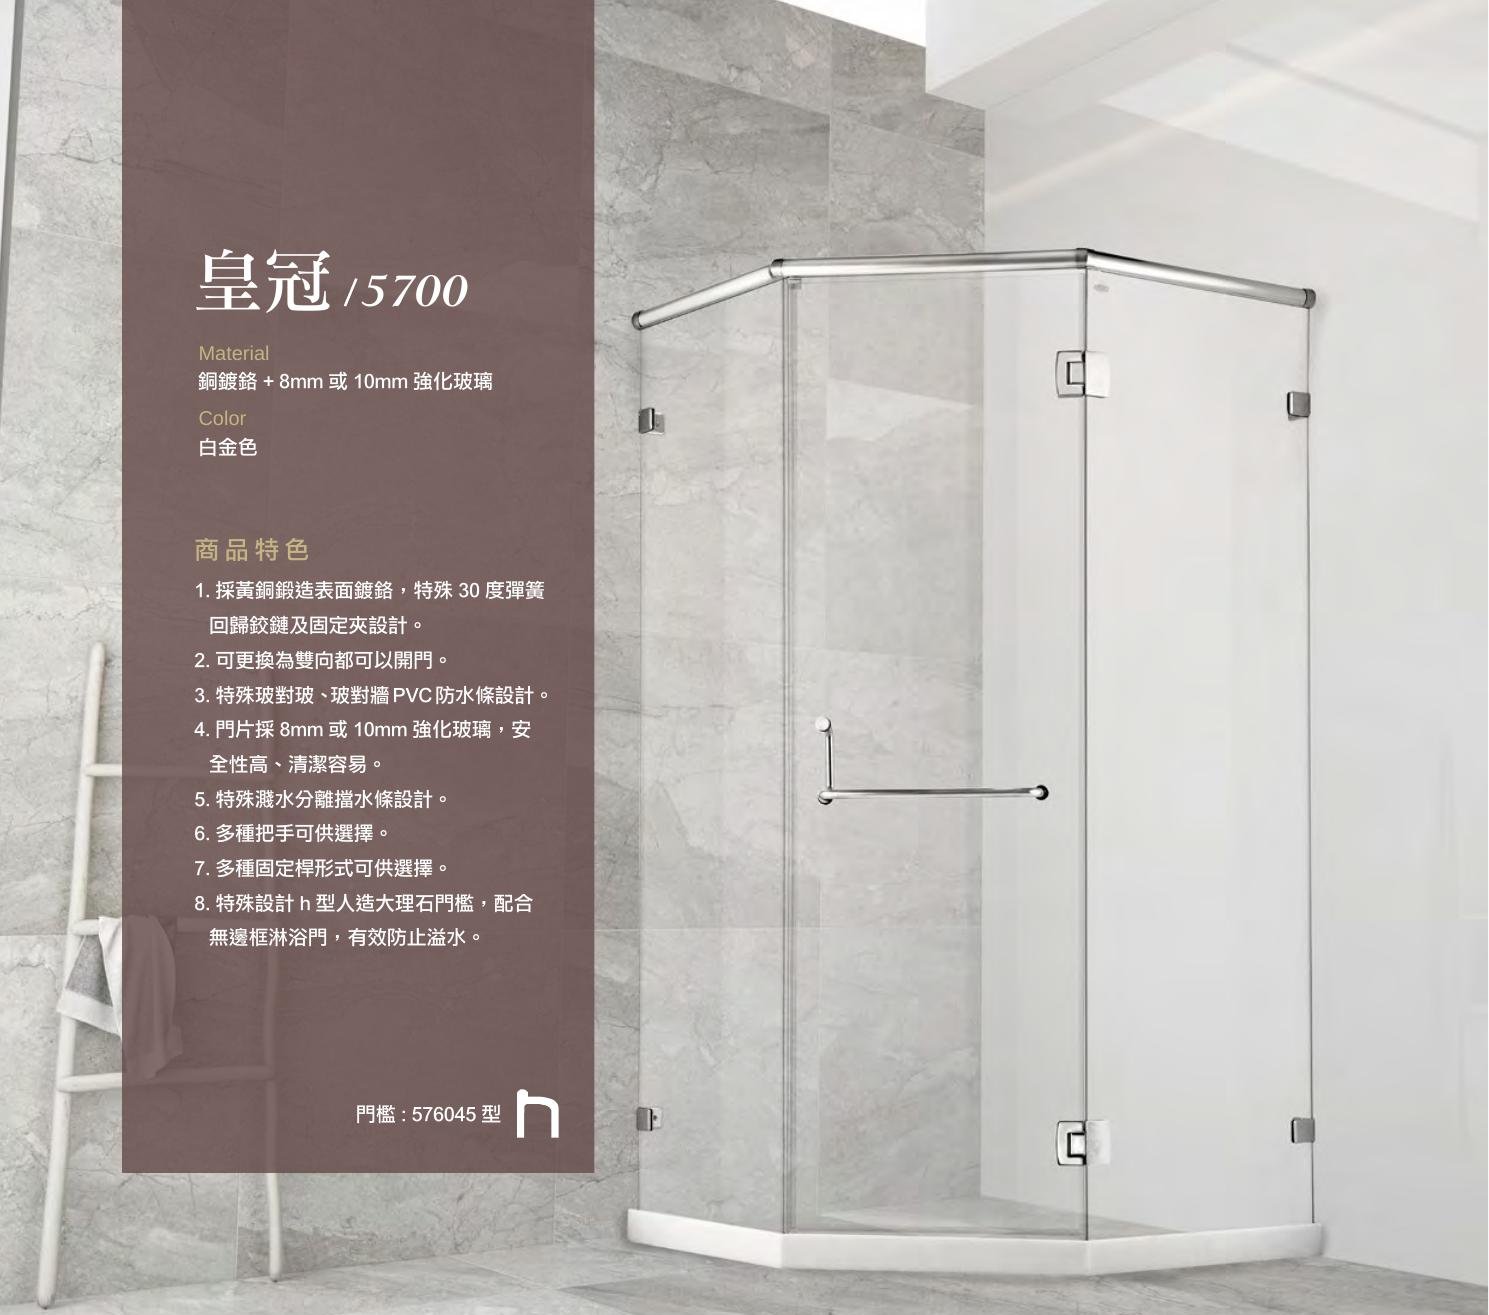 皇冠 /5700
Material
銅鍍鉻 + 8mm 或 10mm 強化玻璃
Color
白金色
商品特色
1. 採黃銅鍛造表面鍍鉻，特殊 30 度彈簧
回歸鉸鏈及固定夾設計。
2. 可更換為雙向都可以開門。
3. 特殊玻對玻、玻對牆 PVC 防水條設計。
4. 門片採 8mm 或 10mm 強化玻璃，安
全性高、清潔容易。
5. 特殊濺水分離擋水條設計。
6. 多種把手可供選擇。
7. 多種固定桿形式可供選擇。
8. 特殊設計 h 型人造大理石門檻，配合
無邊框淋浴門，有效防止溢水。
門檻 : 576045 型 h